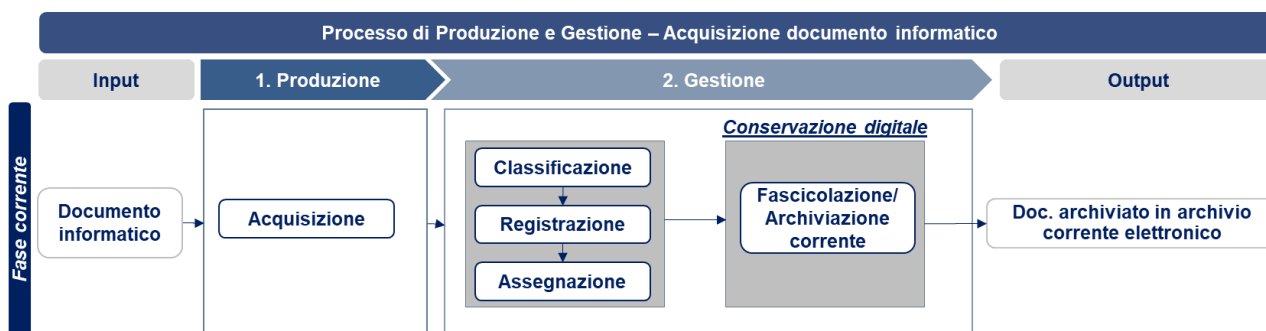 Processo di Produzione e Gestione – Acquisizione documento informatico
Input
1. Produzione
2. Gestione
Output
Fase corrente
Documento
informatico
Acquisizione
Classificazione
Registrazione
Assegnazione
Conservazione digitale
Fascicolazione/
Archiviazione
corrente
Doc. archiviato in archivio
corrente elettronico